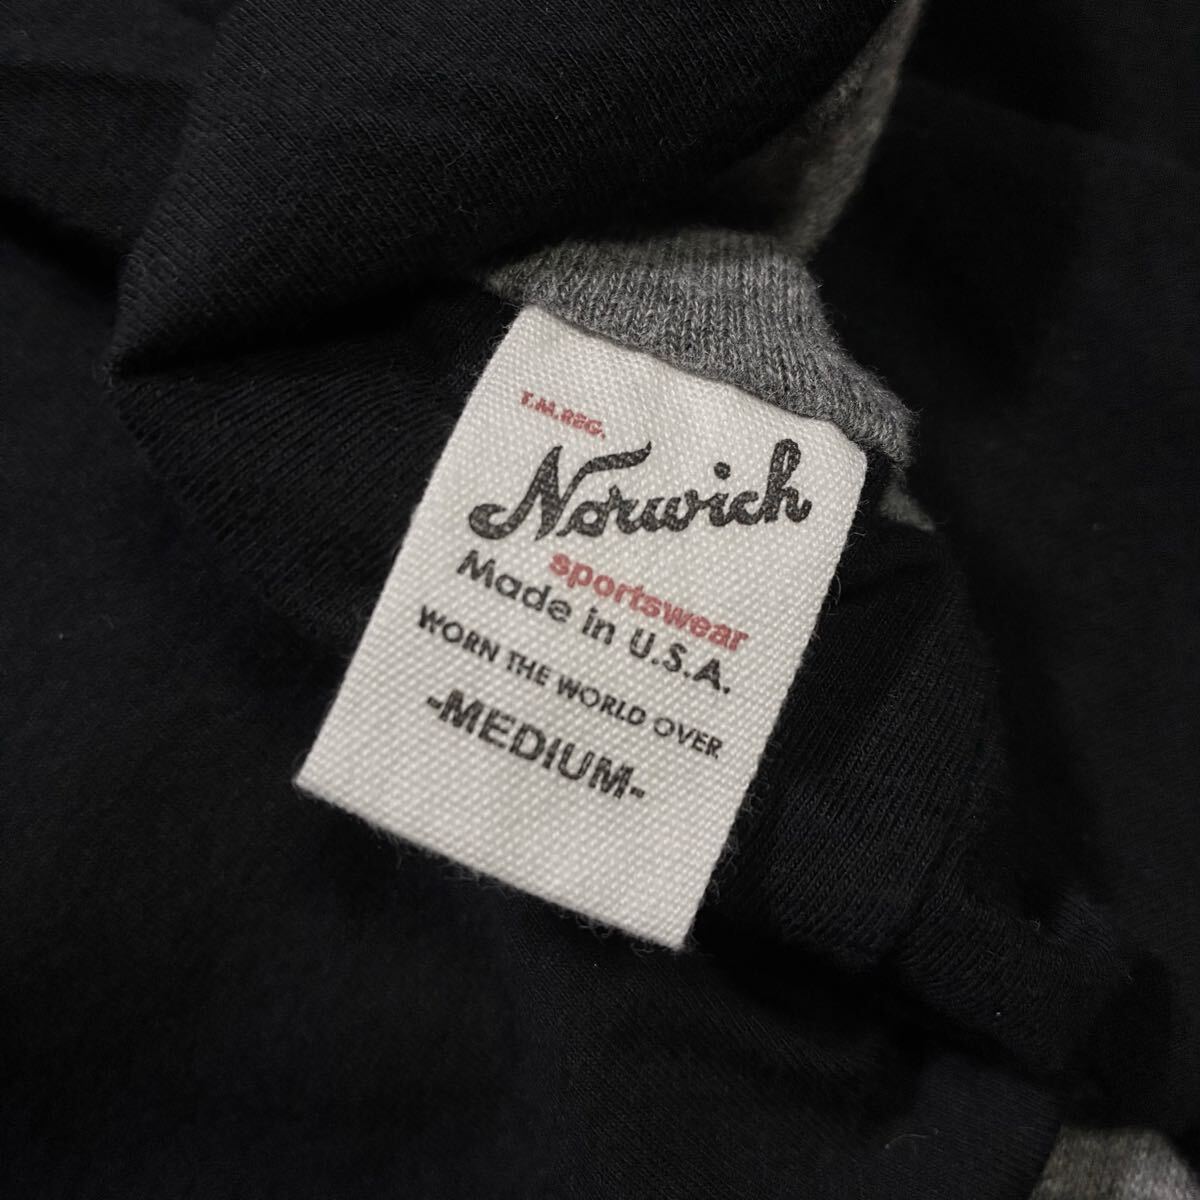 T.M.REG.
Norwich
sportswear
Made in U.S.A.
WORN THE WORLD OVER
-MEDIUM-